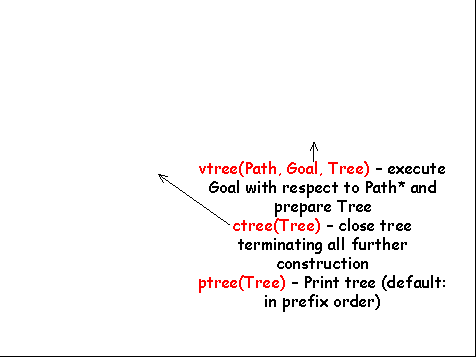 vtree(Path, Goal, Tree) – execute
Goal with respect to Path* and
prepare Tree
ctree(Tree) – close tree
terminating all further
construction
ptree(Tree) – Print tree (default:
in prefix order)